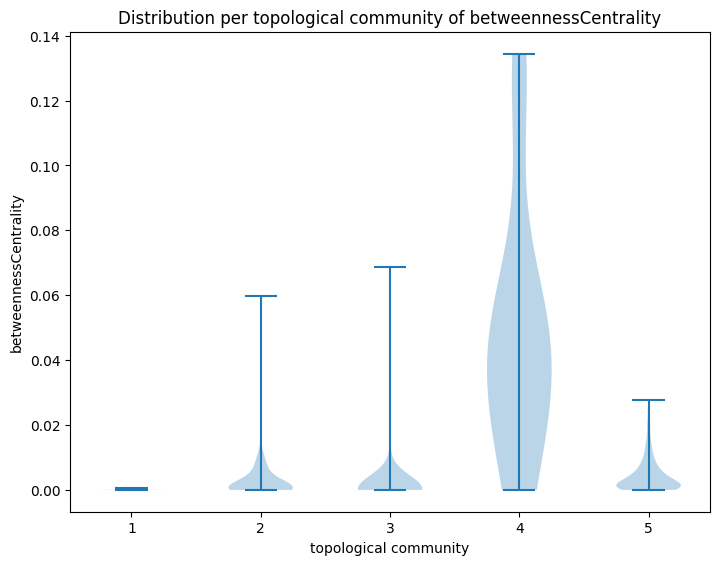 Distribution per topological community of betweennessCentrality
0.14
0.12
0.10
0.08
0.06
0.04
0.02
0.00
betweennessCentrality
1 2 3 4 5
topological community